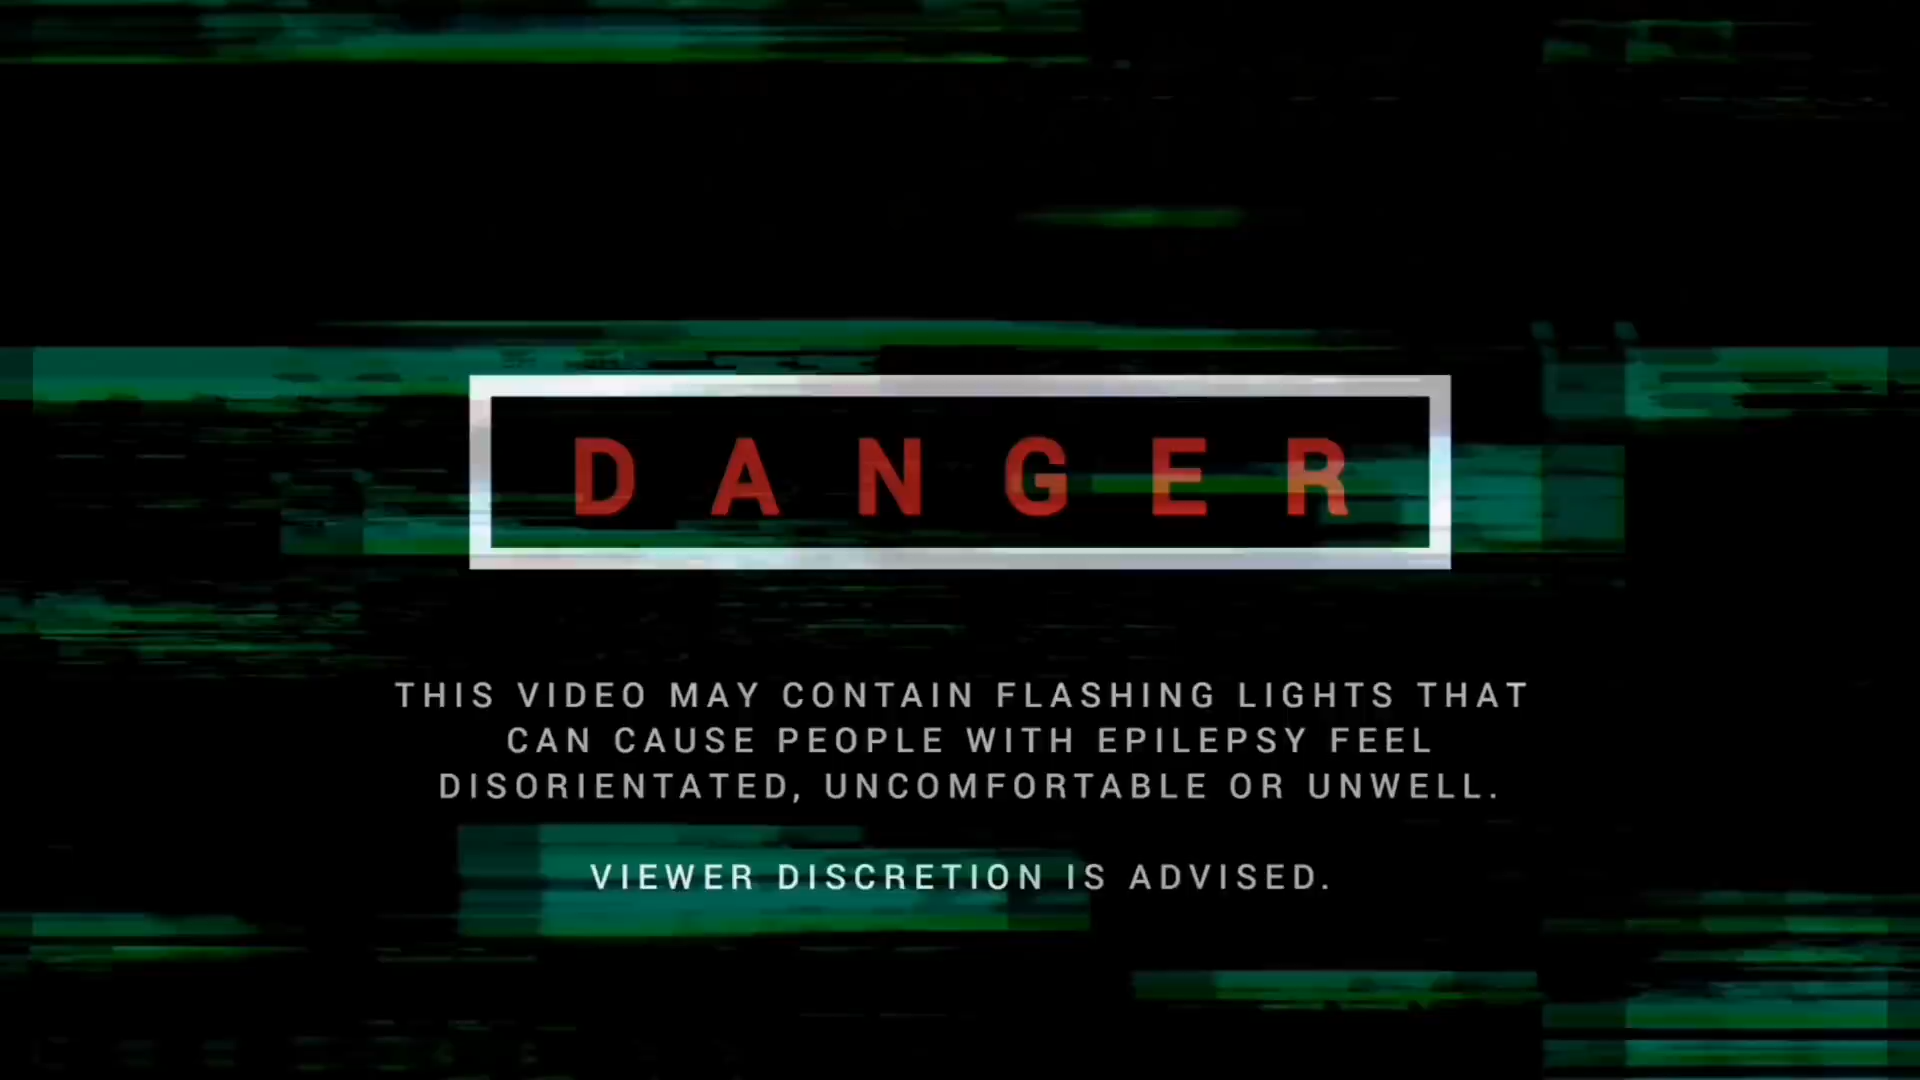 DANGER
THIS VIDEO MAY CONTAIN FLASHING LIGHTS THAT
CAN CAUSE PEOPLE WITH EPILEPSY FEEL
DISORIENTATED, UNCOMFORTABLE OR UNWELL.
VIEWER DISCRETION IS ADVISED.